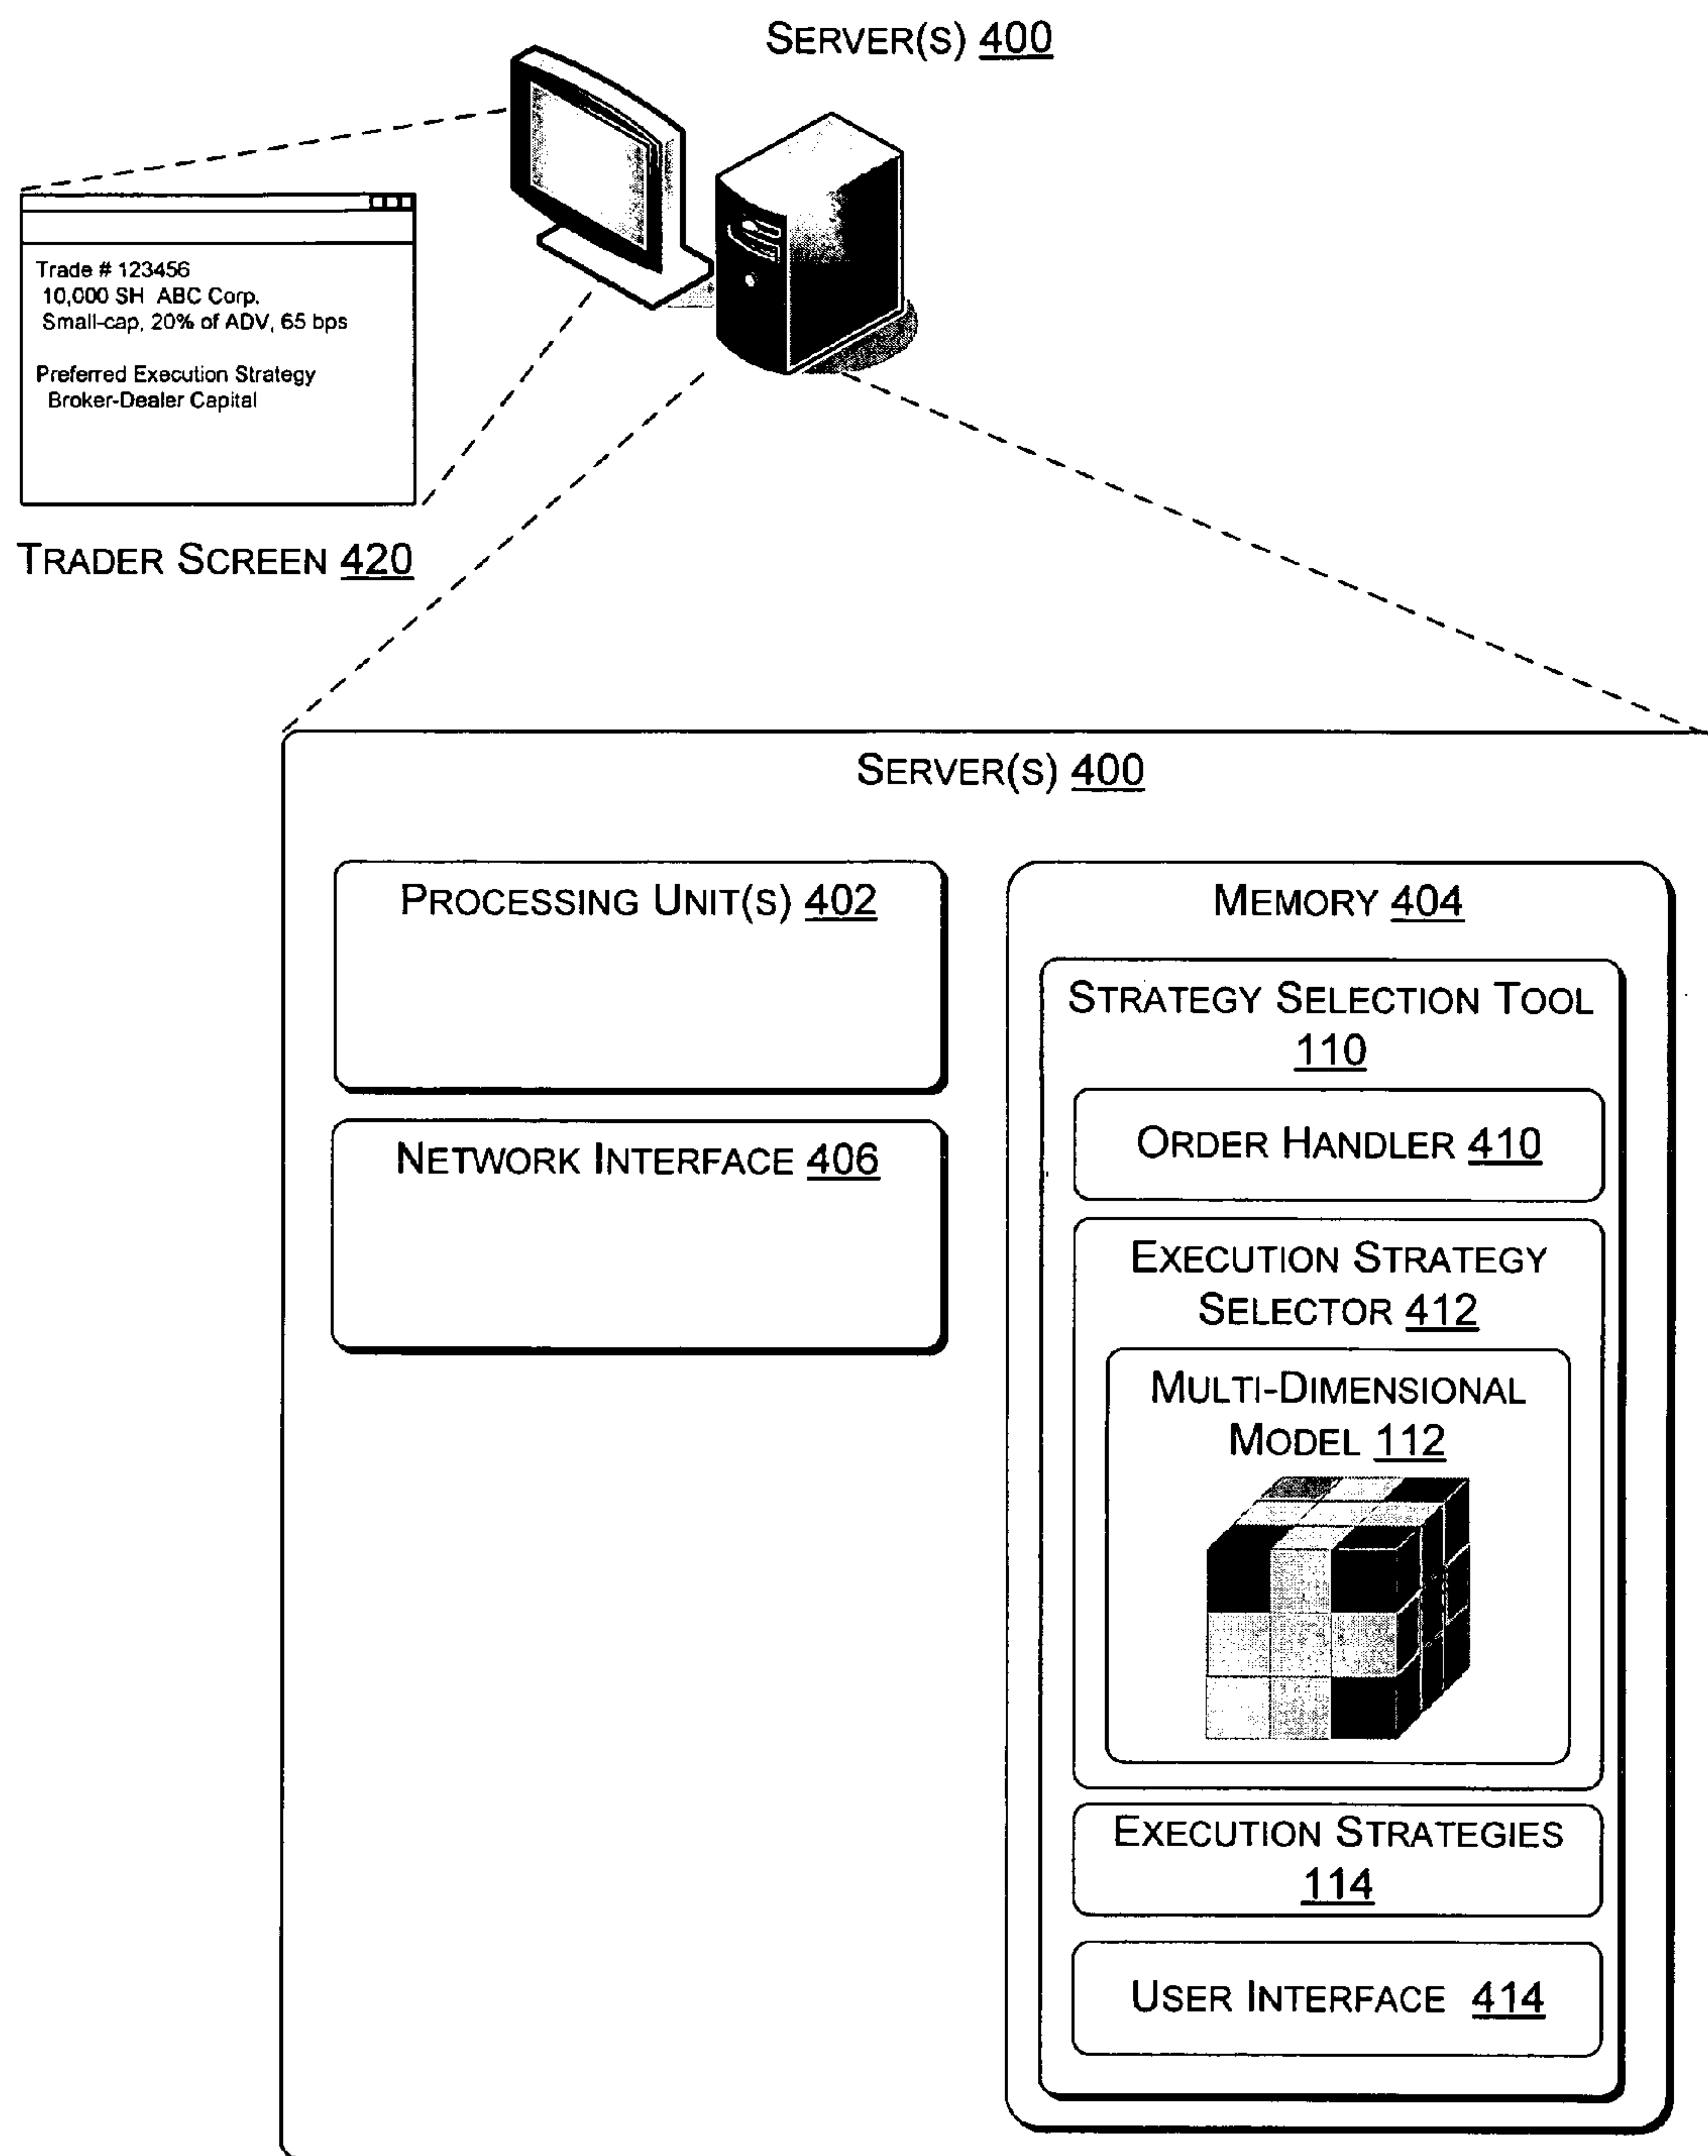 SERVER(S) 400
Trade # 123456
10,000 SH ABC Corp.
Small-cap, 20% of ADV, 65 bps
Preferred Execution Strategy
Broker-Dealer Capital
TRADER SCREEN 420
SERVER(S) 400
PROCESSING UNIT(S) 402
NETWORK INTERFACE 406
MEMORY 404
STRATEGY SELECTION TOOL
110
ORDER HANDLER 410
EXECUTION STRATEGY
SELECTOR 412
MULTI-DIMENSIONAL
MODEL 112
EXECUTION STRATEGIES
114
USER INTERFACE 414